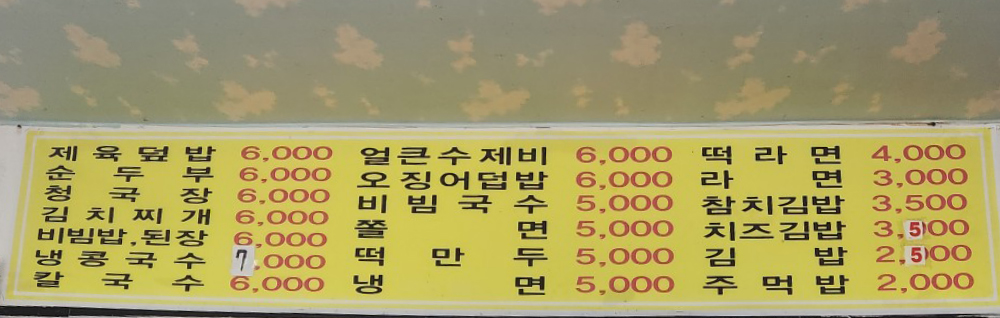 제육덮밥 6,000
순두부 6,000
청국장 6,000
김치찌개 6,000
비빔밥,된장 6,000
냉콩국수 7,000
칼국수 6,000
얼큰수제비 6,000
오징어덥밥 6,000
비빔국수 5,000
쫄면 5,000
떡만두 5,000
냉면 5,000
떡라면 4,000
라면 3,000
참치김밥 3,500
치즈김밥 3,500
김밥 2,500
주먹밥 2,000